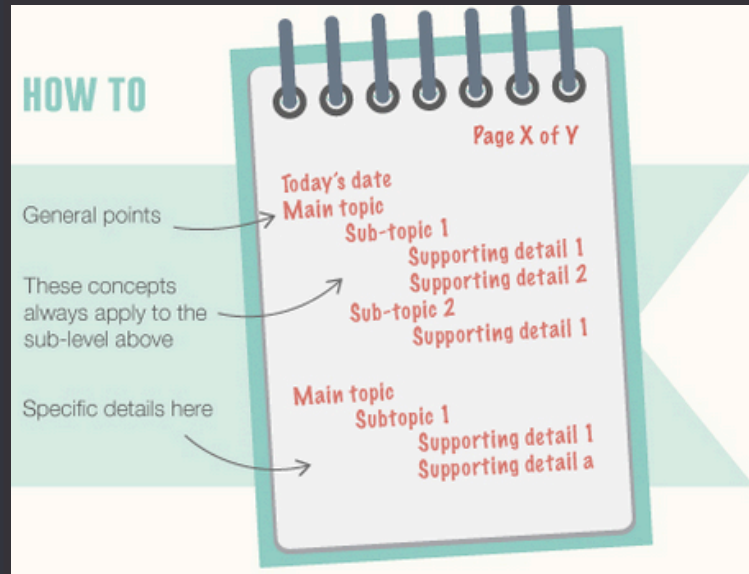 HOW TO
Page X of Y
Today's date
General points
Main topic
Sub-topic 1
Supporting detail 1
Supporting detail 2
These concepts
always apply to the
sub-level above
Sub-topic 2
Supporting detail 1
Specific details here
Main topic
Subtopic 1
Supporting detail 1
Supporting detail a